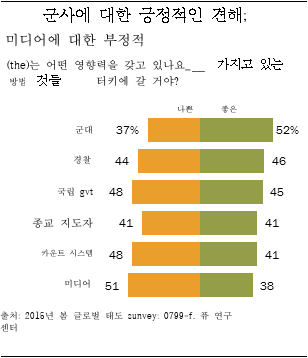 군사에 대한 긍정적인 견해;
미디어에 대한 부정적
(the)는 어떤 영향력을 갖고 있나요___ 가지고 있는
방법 것들 터키에 갈 거야?
나쁜 좋은
군대 37% 52%
경찰 44 46
국립 gvt 48 45
종교 지도자 41 41
카운트 시스템 48 41
미디어 51 38
출처: 2015년 봄 글로벌 태도 sunvey: 0799-f. 퓨 연구
센터